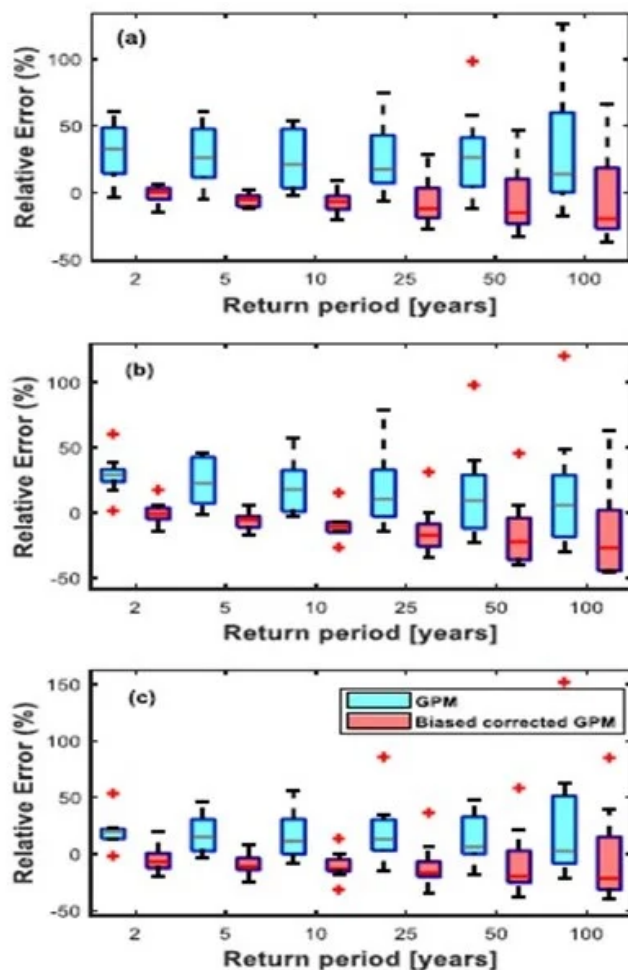 (a)
Relative Error (%)
100
50
0
-50
2 5 10 25 50 100
Return period [years]
(b)
Relative Error (%)
100
50
0
-50
2 5 10 25 50 100
Return period [years]
(c)
Relative Error (%)
150
100
50
0
-50
GPM
Biased corrected GPM
2 5 10 25 50 100
Return period [years]